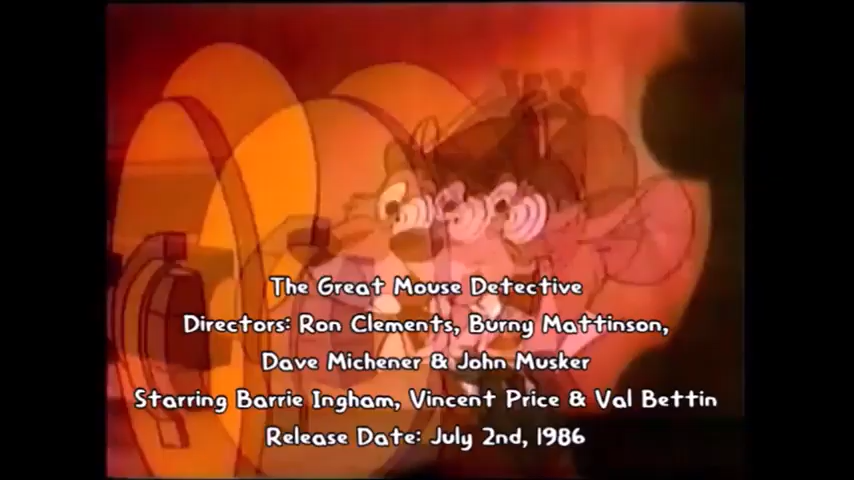 The Great Mouse Detective
Directors: Ron Clements, Burny Mattinson,
Dave Michener & John Musker
Starring Barrie Ingham, Vincent Price & Val Bettin
Release Date: July 2nd, 1986